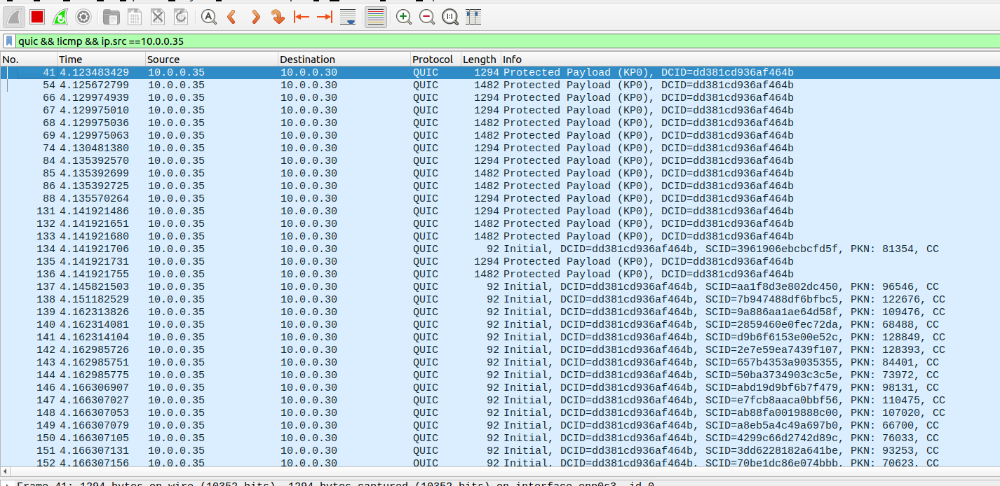 quic && !icmp && ip.src ==10.0.0.35
No. Time Source Destination Protocol Length Info
41 4.123483429 10.0.0.35 10.0.0.30 QUIC 1294 Protected Payload (KP0), DCID=dd381cd936af464b
54 4.125672799 10.0.0.35 10.0.0.30 QUIC 1482 Protected Payload (KP0), DCID=dd381cd936af464b
66 4.129974939 10.0.0.35 10.0.0.30 QUIC 1294 Protected Payload (KP0), DCID=dd381cd936af464b
67 4.129975010 10.0.0.35 10.0.0.30 QUIC 1294 Protected Payload (KP0), DCID=dd381cd936af464b
68 4.129975036 10.0.0.35 10.0.0.30 QUIC 1482 Protected Payload (KP0), DCID=dd381cd936af464b
69 4.129975063 10.0.0.35 10.0.0.30 QUIC 1482 Protected Payload (KP0), DCID=dd381cd936af464b
74 4.130481380 10.0.0.35 10.0.0.30 QUIC 1294 Protected Payload (KP0), DCID=dd381cd936af464b
84 4.135392570 10.0.0.35 10.0.0.30 QUIC 1294 Protected Payload (KP0), DCID=dd381cd936af464b
85 4.135392699 10.0.0.35 10.0.0.30 QUIC 1482 Protected Payload (KP0), DCID=dd381cd936af464b
86 4.135392725 10.0.0.35 10.0.0.30 QUIC 1482 Protected Payload (KP0), DCID=dd381cd936af464b
88 4.135570264 10.0.0.35 10.0.0.30 QUIC 1294 Protected Payload (KP0), DCID=dd381cd936af464b
131 4.141921486 10.0.0.35 10.0.0.30 QUIC 1294 Protected Payload (KP0), DCID=dd381cd936af464b
132 4.141921651 10.0.0.35 10.0.0.30 QUIC 1482 Protected Payload (KP0), DCID=dd381cd936af464b
133 4.141921680 10.0.0.35 10.0.0.30 QUIC 1482 Protected Payload (KP0), DCID=dd381cd936af464b
134 4.141921706 10.0.0.35 10.0.0.30 QUIC 92 Initial, DCID=dd381cd936af464b, SCID=3961906ebcbcfd5f, PKN: 81354, CC
135 4.141921731 10.0.0.35 10.0.0.30 QUIC 1294 Protected Payload (KP0), DCID=dd381cd936af464b
136 4.141921755 10.0.0.35 10.0.0.30 QUIC 1482 Protected Payload (KP0), DCID=dd381cd936af464b
137 4.145821503 10.0.0.35 10.0.0.30 QUIC 92 Initial, DCID=dd381cd936af464b, SCID=aa1f8d3e802dc450, PKN: 96546, CC
138 4.151182529 10.0.0.35 10.0.0.30 QUIC 92 Initial, DCID=dd381cd936af464b, SCID=7b947488df6bfbc5, PKN: 122676, CC
139 4.162313826 10.0.0.35 10.0.0.30 QUIC 92 Initial, DCID=dd381cd936af464b, SCID=9a886aa1ae64d58f, PKN: 109476, CC
140 4.162314081 10.0.0.35 10.0.0.30 QUIC 92 Initial, DCID=dd381cd936af464b, SCID=2859460e0fec72da, PKN: 68488, CC
141 4.162314104 10.0.0.35 10.0.0.30 QUIC 92 Initial, DCID=dd381cd936af464b, SCID=d9b6f6153e00e52c, PKN: 128849, CC
142 4.162985726 10.0.0.35 10.0.0.30 QUIC 92 Initial, DCID=dd381cd936af464b, SCID=2e7e59ea7439f107, PKN: 128393, CC
143 4.162985751 10.0.0.35 10.0.0.30 QUIC 92 Initial, DCID=dd381cd936af464b, SCID=657b4353a9035355, PKN: 84401, CC
144 4.162985775 10.0.0.35 10.0.0.30 QUIC 92 Initial, DCID=dd381cd936af464b, SCID=50ba3734903c3c5e, PKN: 73972, CC
146 4.166306907 10.0.0.35 10.0.0.30 QUIC 92 Initial, DCID=dd381cd936af464b, SCID=abd19d9bf6b7f479, PKN: 98131, CC
147 4.166307027 10.0.0.35 10.0.0.30 QUIC 92 Initial, DCID=dd381cd936af464b, SCID=e7fcb8aaca0bbf56, PKN: 110475, CC
148 4.166307053 10.0.0.35 10.0.0.30 QUIC 92 Initial, DCID=dd381cd936af464b, SCID=ab88fa0019888c00, PKN: 107020, CC
149 4.166307079 10.0.0.35 10.0.0.30 QUIC 92 Initial, DCID=dd381cd936af464b, SCID=a8eb5a4c49a697b0, PKN: 66700, CC
150 4.166307105 10.0.0.35 10.0.0.30 QUIC 92 Initial, DCID=dd381cd936af464b, SCID=4299c66d2742d89c, PKN: 76033, CC
151 4.166307131 10.0.0.35 10.0.0.30 QUIC 92 Initial, DCID=dd381cd936af464b, SCID=3dd6228182a641be, PKN: 93253, CC
152 4.166307156 10.0.0.35 10.0.0.30 QUIC 92 Initial, DCID=dd381cd936af464b, SCID=70be1dc86e074bbb, PKN: 70623, CC
Frame 41: 1294 bytes on wire (10352 bits), 1294 bytes captured (10352 bits) on interface enp0s3, id 0